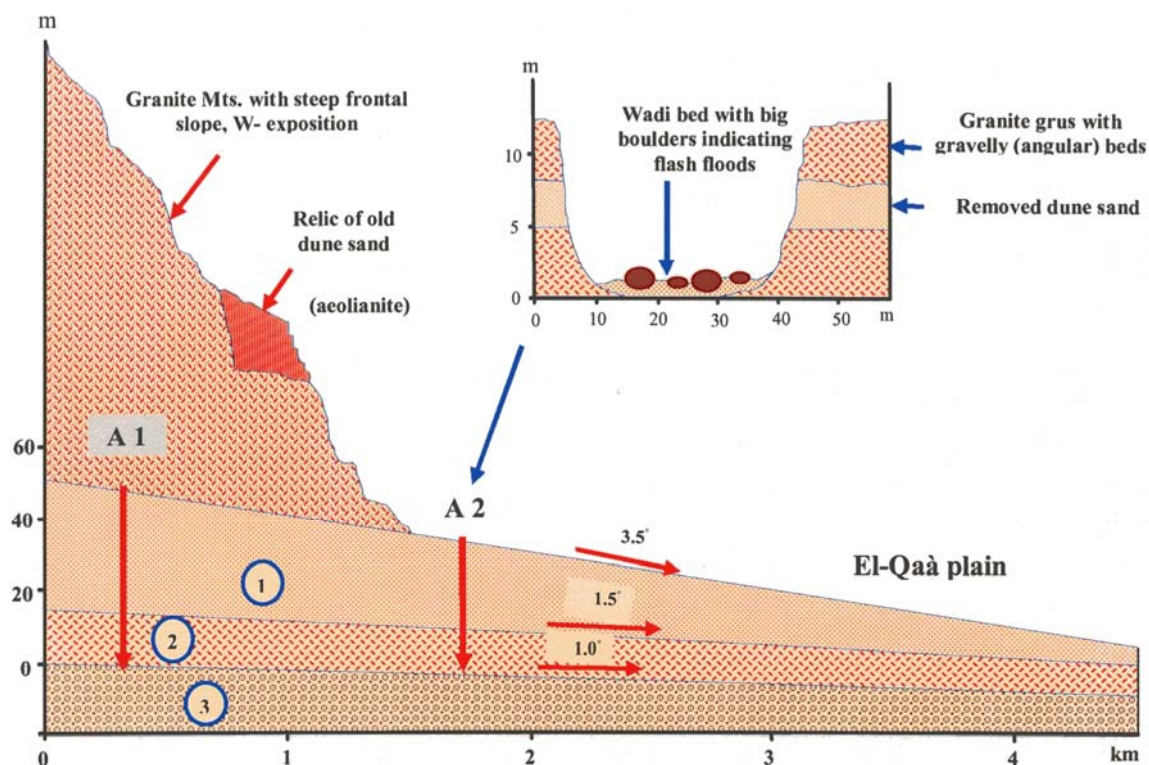 m
Granite Mts. with steep frontal
slope, W- exposition
Relic of old
dune sand
(aeolianite)
m
10
5
0
0 10 20 30 40 50 m
Wadi bed with big
boulders indicating
flash floods
Granite grus with
gravelly (angular) beds
Removed dune sand
A 1
A 2
60
40
20
0
3.5°
1.5°
1.0°
El-Qaà plain
1
2
3
0 1 2 3 4 km